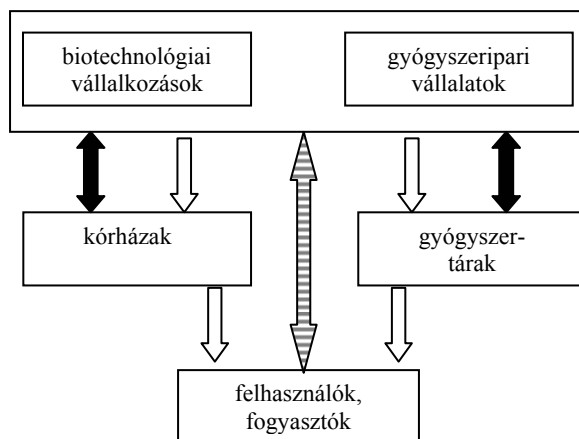 biotechnológiai
vállalkozások
gyógyszeripari
vállalatok
kórházak
gyógyszer-
tárak
felhasználók,
fogyasztók